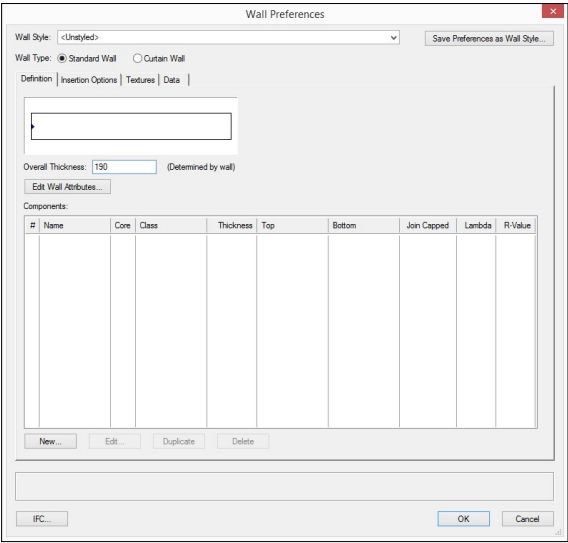 Wall Preferences
Wall Style: <Unstyled> Save Preferences as Wall Style...
Wall Type: Standard Wall Curtain Wall
Definition Insertion Options Textures Data
Overall Thickness: 190 (Determined by wall)
Edit Wall Attributes...
Components:
# Name Core Class Thickness Top Bottom Join Capped Lambda R-Value
New... Edit... Duplicate Delete
IFC... OK Cancel